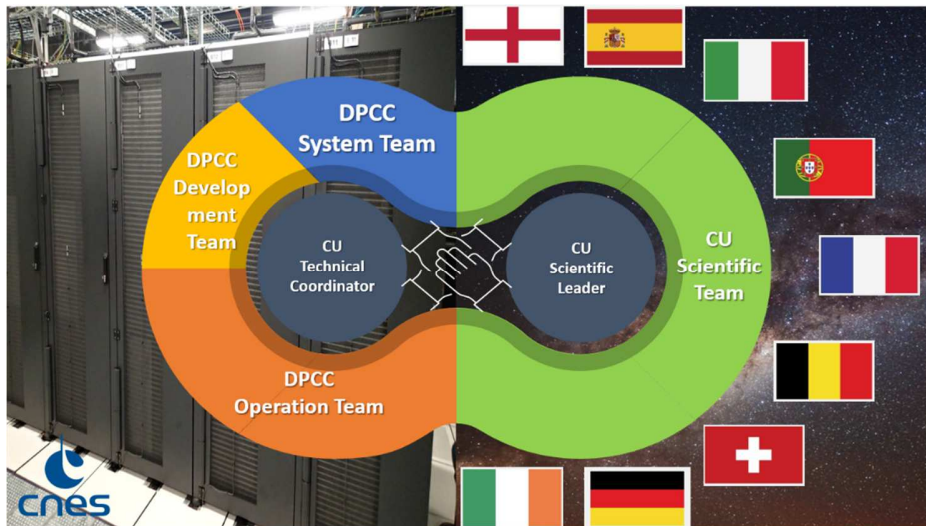 DPCC
System Team
DPCC
Develop
ment
Team
CU
Technical
Coordinator
CU
Scientific
Leader
CU
Scientific
Team
DPCC
Operation Team
cnes